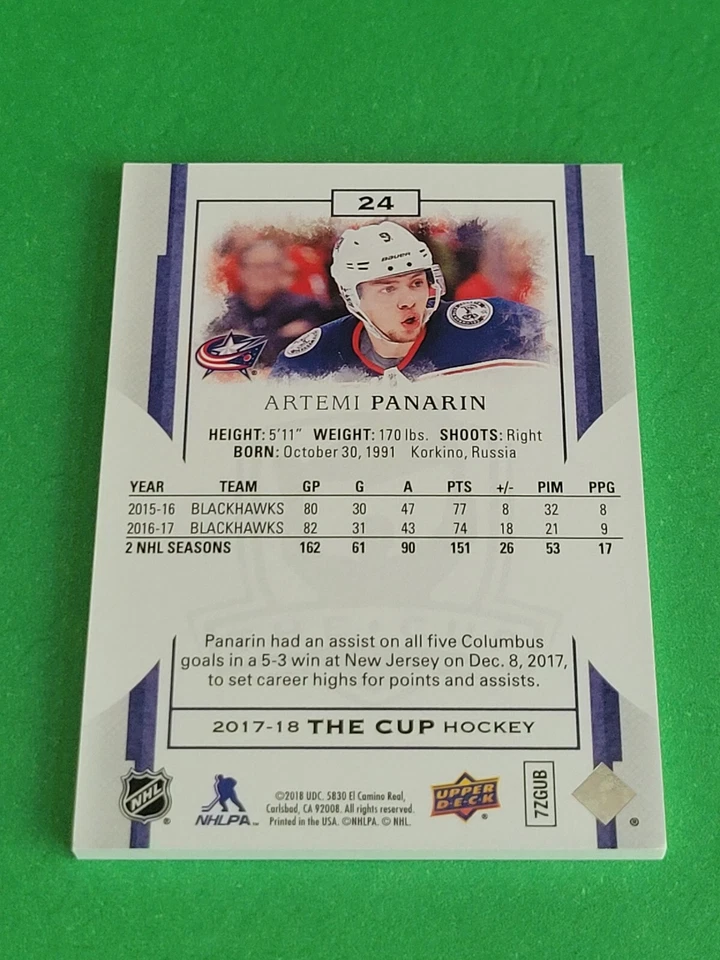 24
9
BAUER
ARTEMI PANARIN
HEIGHT: 5'11" WEIGHT: 170 lbs. SHOOTS: Right
BORN: October 30, 1991 Korkino, Russia
YEAR TEAM GP G A PTS +/- PIM PPG
2015-16 BLACKHAWKS 80 30 47 77 8 32 8
2016-17 BLACKHAWKS 82 31 43 74 18 21 9
2 NHL SEASONS 162 61 90 151 26 53 17
Panarin had an assist on all five Columbus
goals in a 5-3 win at New Jersey on Dec. 8, 2017,
to set career highs for points and assists.
2017-18 THE CUP HOCKEY
NHL ®
NHLPA™
©2018 UDC, 5830 El Camino Real,
Carlsbad, CA 92008. All rights reserved.
Printed in the USA. ©NHLPA. © NHL.
UPPER
D·E·C·K ®
7ZGUB
®